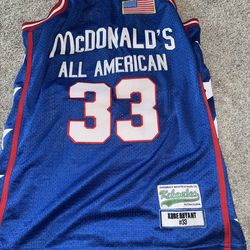 McDONALD'S
ALL AMERICAN
33
KOBE BRYANT
#33